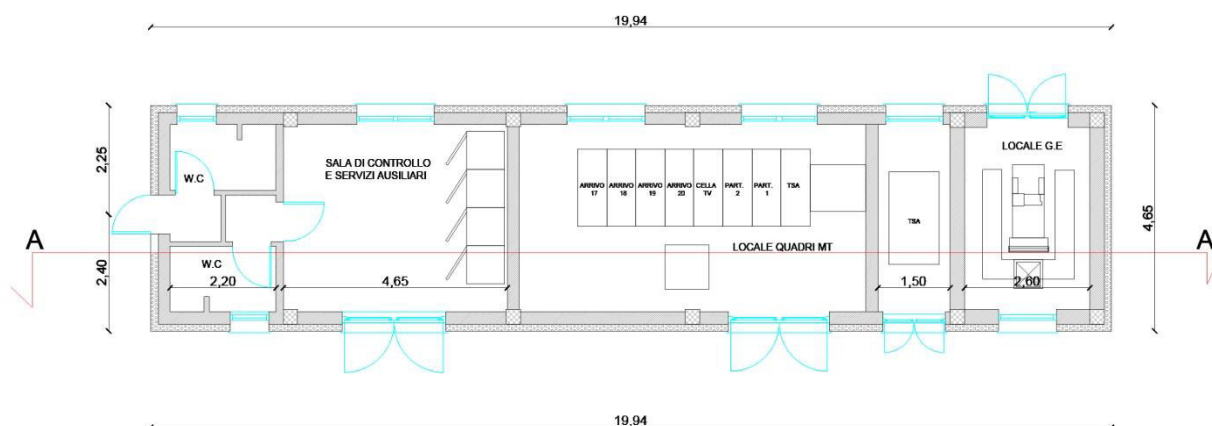 19,94
2,25
2,40
4,65
A
A
W.C
W.C
2,20
SALA DI CONTROLLO
E SERVIZI AUSILIARI
4,65
ARRIVO
17
ARRIVO
18
ARRIVO
19
ARRIVO
20
CELLA
TV
PART.
2
PART.
1
TSA
LOCALE QUADRI MT
TSA
1,50
LOCALE G.E
2,60
19,94